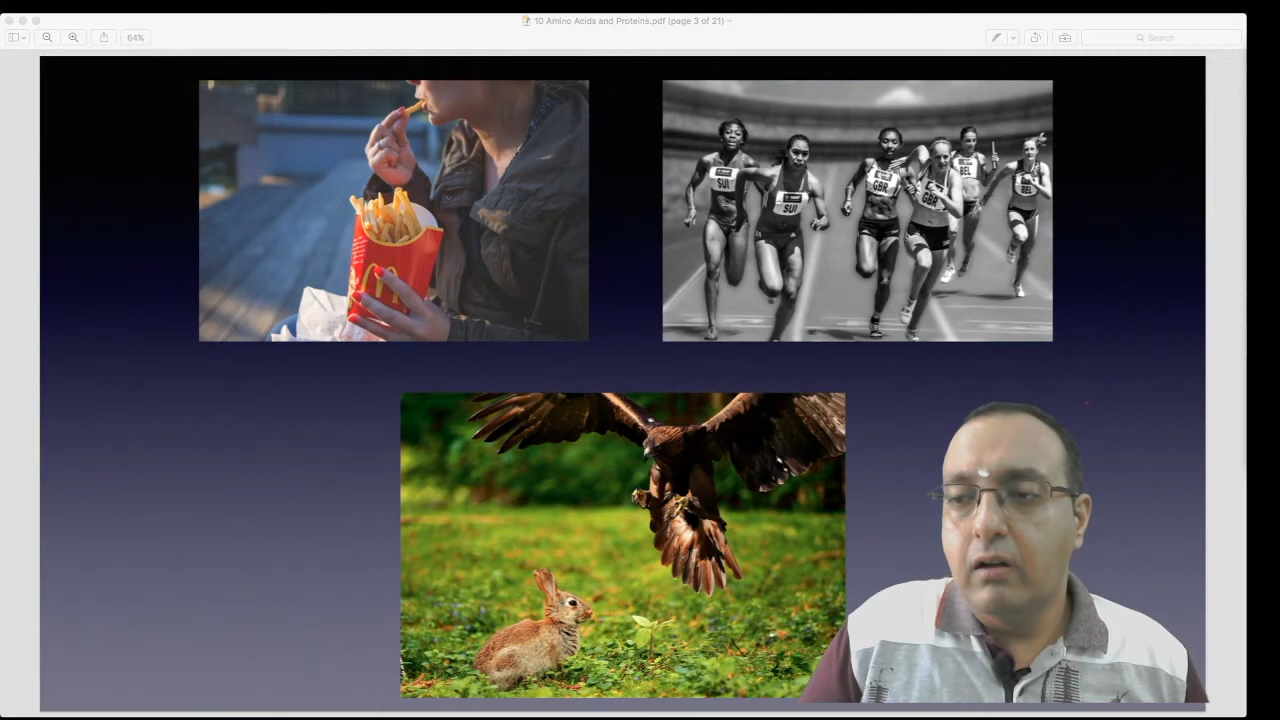 10 Amino Acids and Proteins.pdf (page 3 of 21)
64%
Search
SUI
SUI
GBR
GBR
BEL
BEL